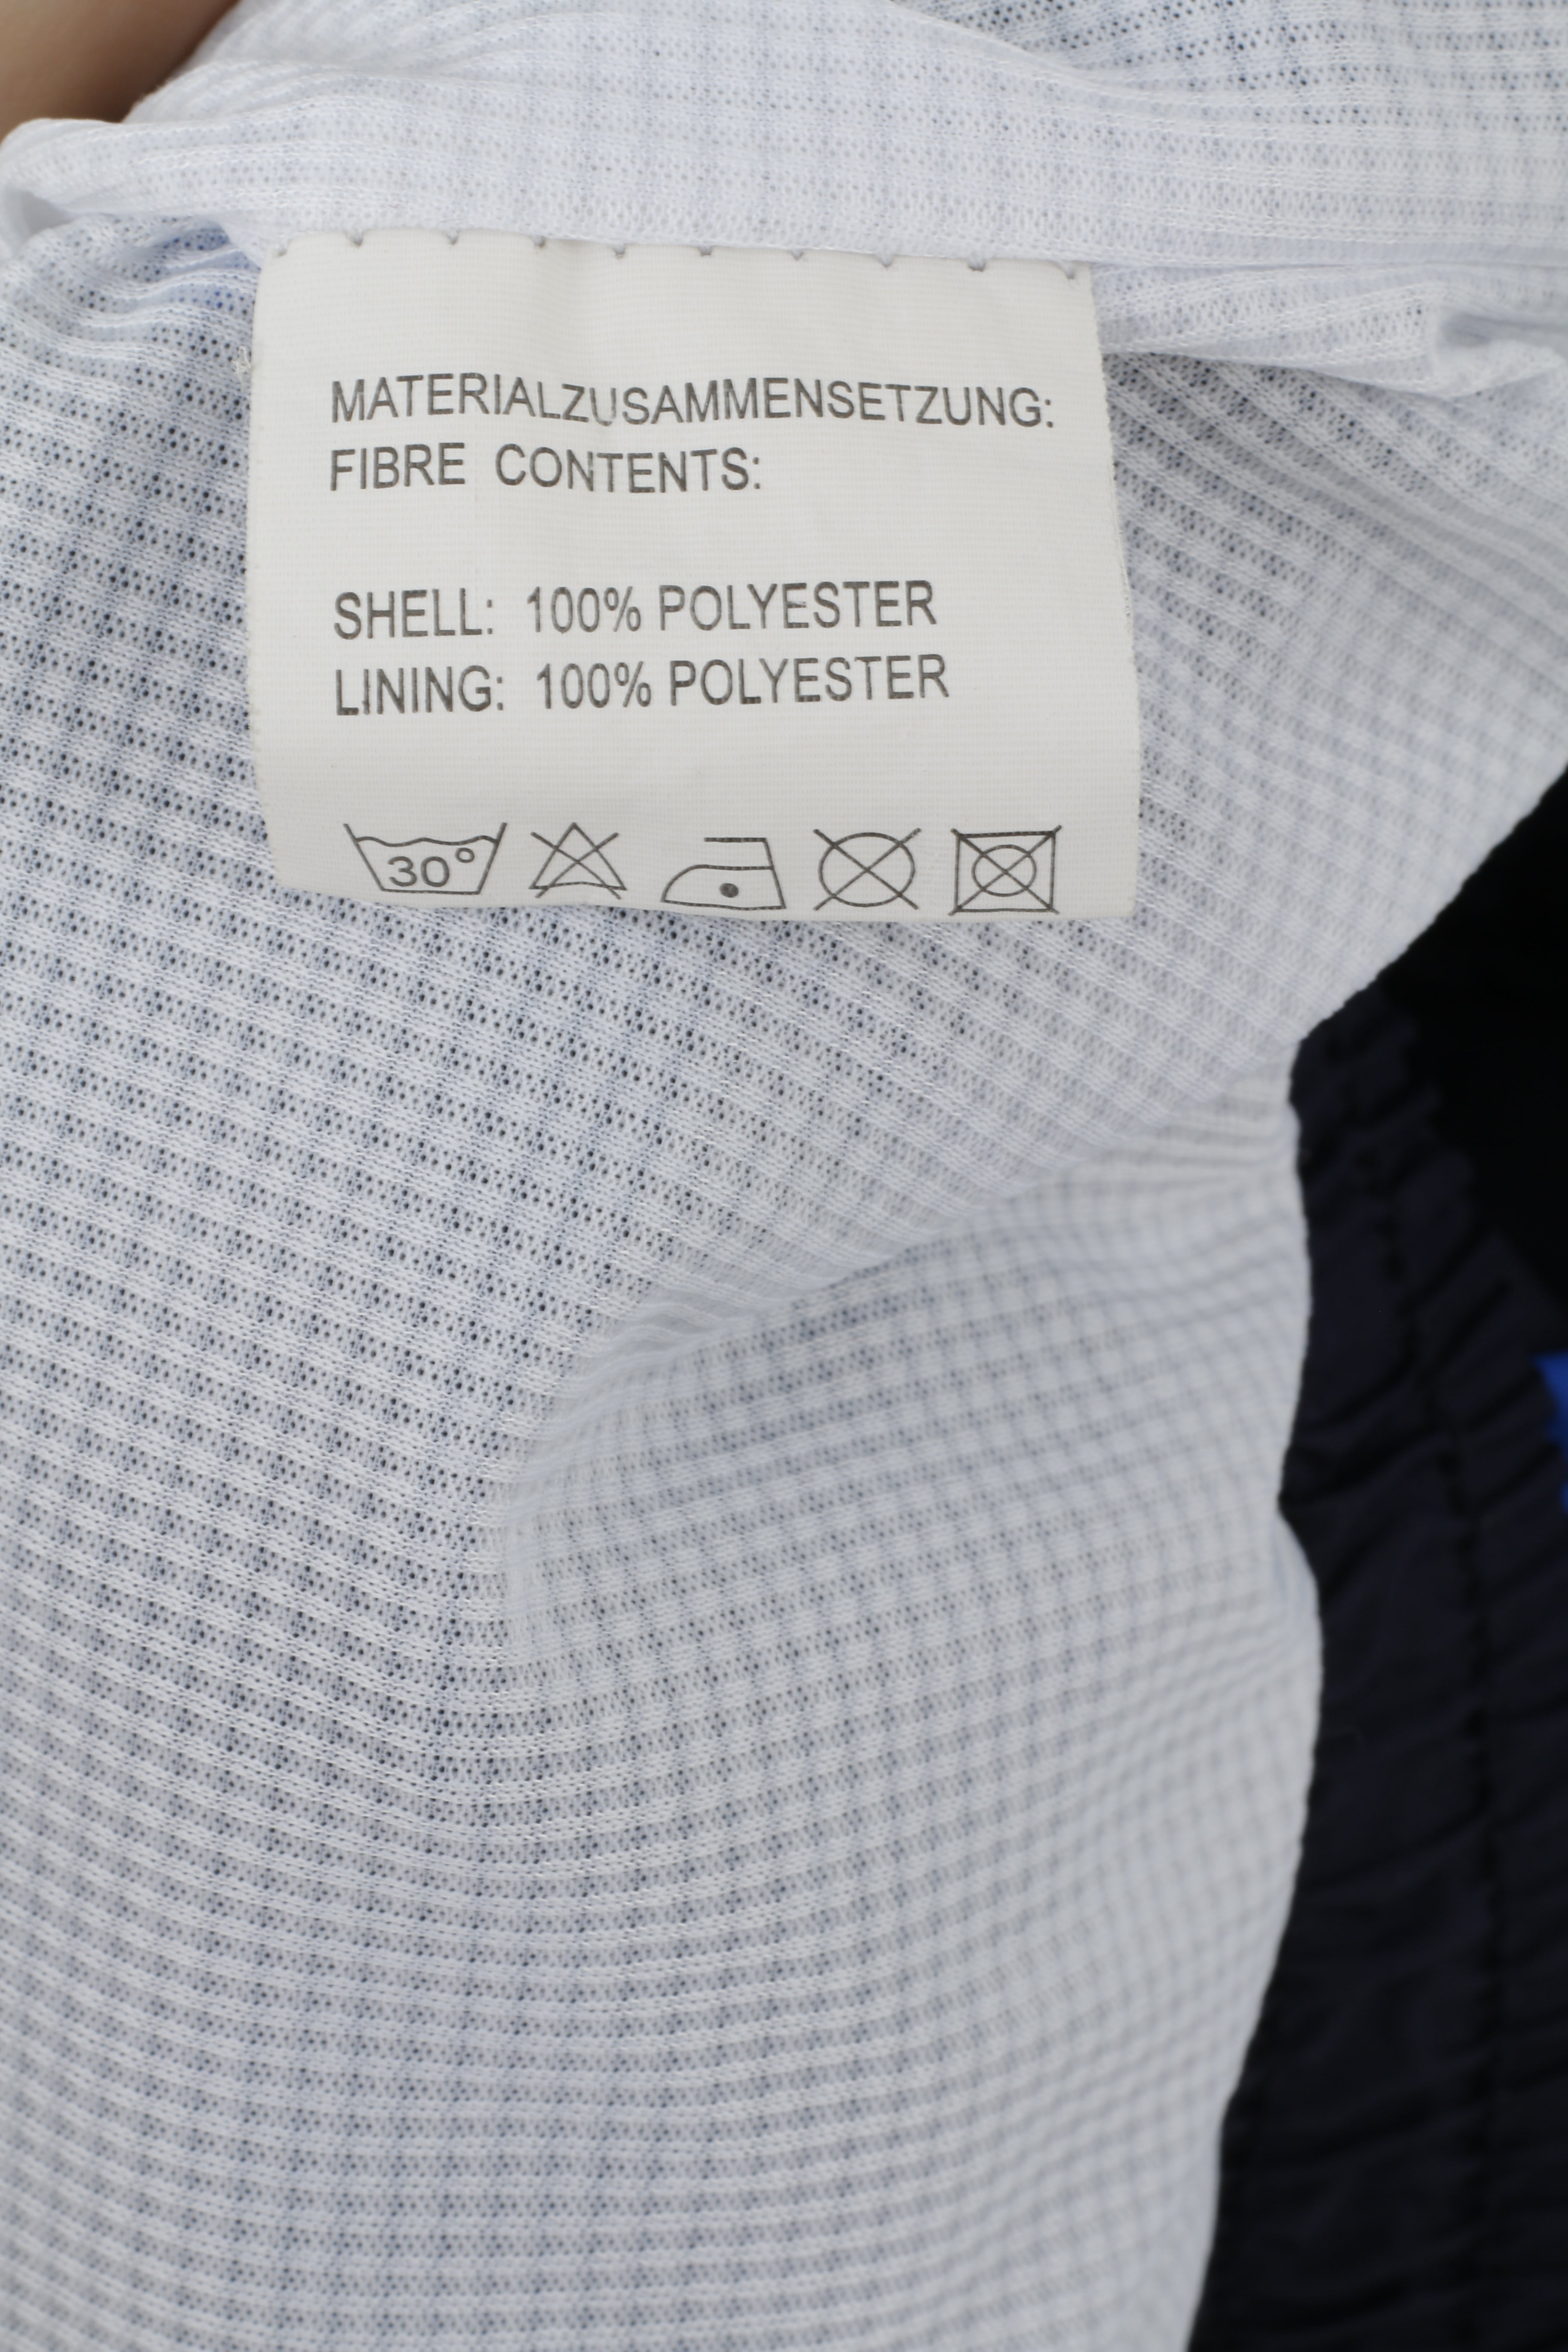 MATERIALZUSAMMENSETZUNG:
FIBRE CONTENTS:
SHELL: 100% POLYESTER
LINING: 100% POLYESTER
30°